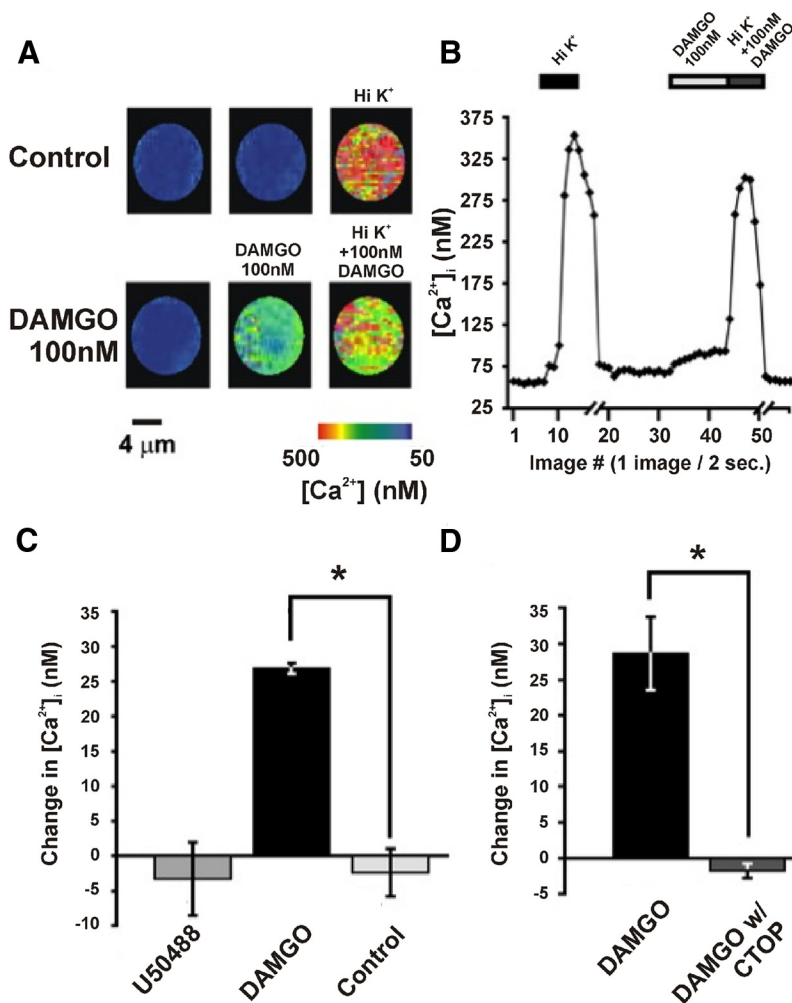 A
Hi K⁺
Control
DAMGO
100nM
Hi K⁺
+100nM
DAMGO
DAMGO
100nM
4 μm
500
50
[Ca²⁺] (nM)
B
Hi K⁺
DAMGO
100nM
Hi K⁺
+100nM
DAMGO
[Ca²⁺]ᵢ (nM)
375
325
275
225
175
125
75
25
1
10
20
30
40
50
Image # (1 image / 2 sec.)
C
*
Change in [Ca²⁺]ᵢ (nM)
35
30
25
20
15
10
5
0
-5
-10
U50488
DAMGO
Control
D
*
Change in [Ca²⁺]ᵢ (nM)
35
30
25
20
15
10
5
0
-5
DAMGO
DAMGO w/
CTOP